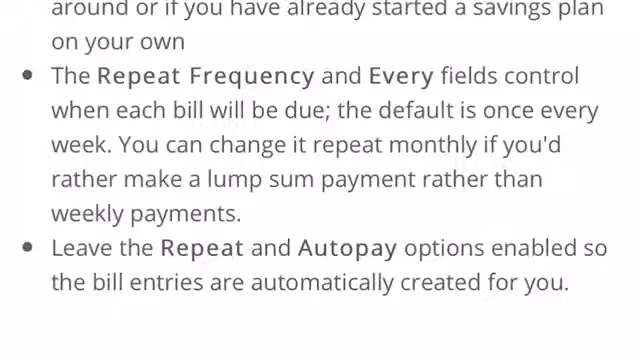 around or if you have already started a savings plan
on your own
• The Repeat Frequency and Every fields control
when each bill will be due; the default is once every
week. You can change it repeat monthly if you'd
rather make a lump sum payment rather than
weekly payments.
• Leave the Repeat and Autopay options enabled so
the bill entries are automatically created for you.